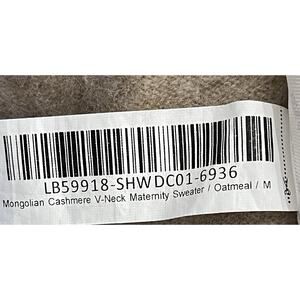 LB59918-SHWDC01-6936
Mongolian Cashmere V-Neck Maternity Sweater / Oatmeal / M